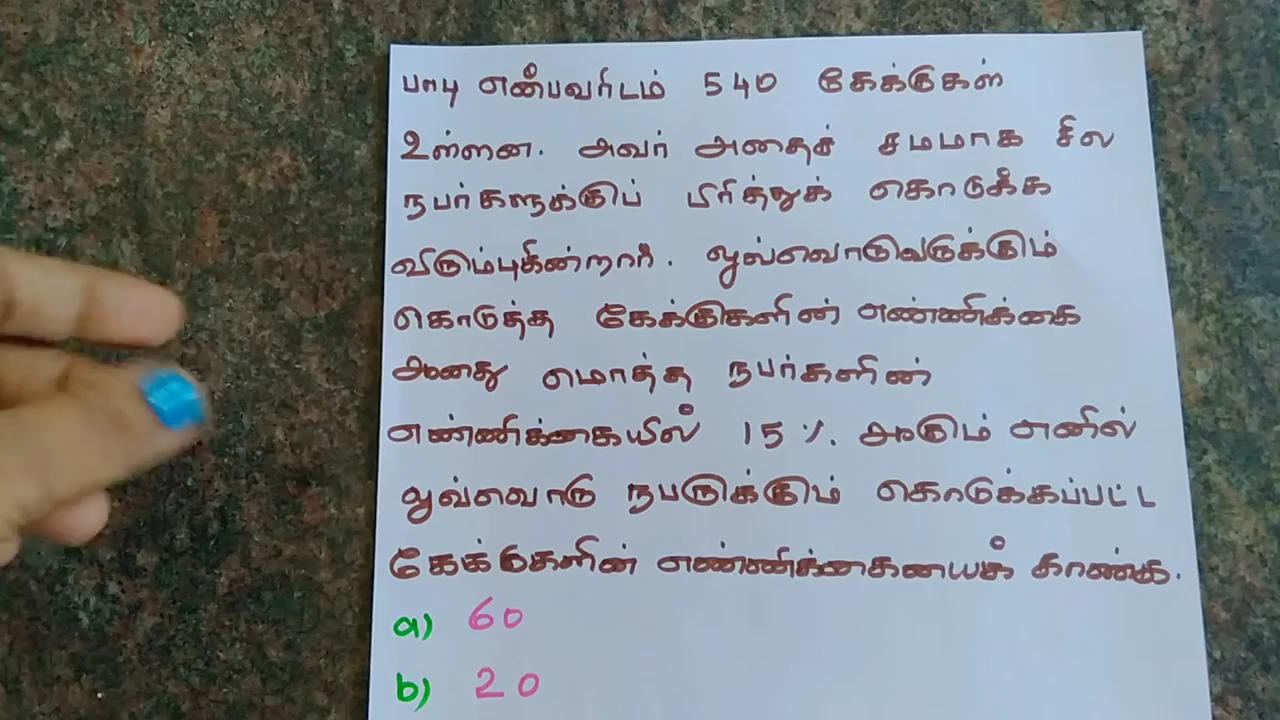 பாபு என்பவரிடம் 540 கேக்குகள்
உள்ளன. அவர் அதைச் சமமாக சில
நபர்களுக்குப் பிரித்துக் கொடுக்க
விரும்புகின்றார். ஒவ்வொருவருக்கும்
கொடுத்த கேக்குகளின் எண்ணிக்கை
ஆனது மொத்த நபர்களின்
எண்ணிக்கையில் 15 %. ஆகும் எனில்
ஒவ்வொரு நபருக்கும் கொடுக்கப்பட்ட
கேக்குகளின் எண்ணிக்கையைக் காண்க.
a) 60
b) 20